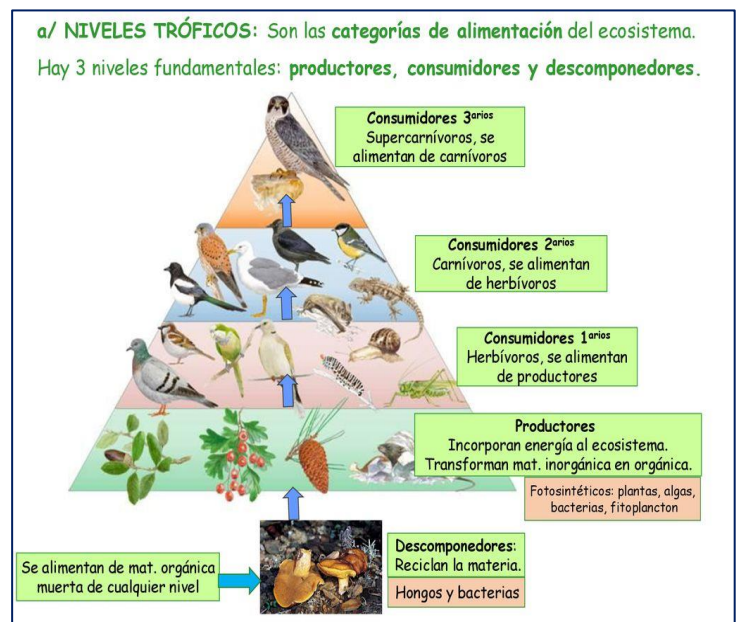 a/ NIVELES TRÓFICOS: Son las categorías de alimentación del ecosistema.
Hay 3 niveles fundamentales: productores, consumidores y descomponedores.
Consumidores 3arios
Supercarnívoros, se
alimentan de carnívoros
Consumidores 2arios
Carnívoros, se alimentan
de herbívoros
Consumidores 1arios
Herbívoros, se alimentan
de productores
Productores
Incorporan energía al ecosistema.
Transforman mat. inorgánica en orgánica.
Fotosintéticos: plantas, algas,
bacterias, fitoplancton
Se alimentan de mat. orgánica
muerta de cualquier nivel
Descomponedores:
Reciclan la materia.
Hongos y bacterias